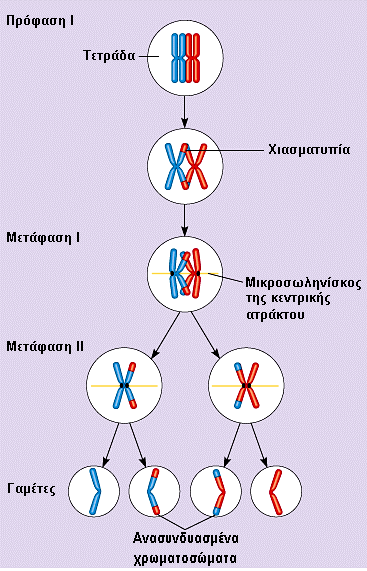 Πρόφαση Ι
Τετράδα
Χιασματυπία
Μετάφαση Ι
Μικροσωληνίσκος
της κεντρικής
ατράκτου
Μετάφαση ΙΙ
Γαμέτες
Ανασυνδυασμένα
χρωματοσώματα